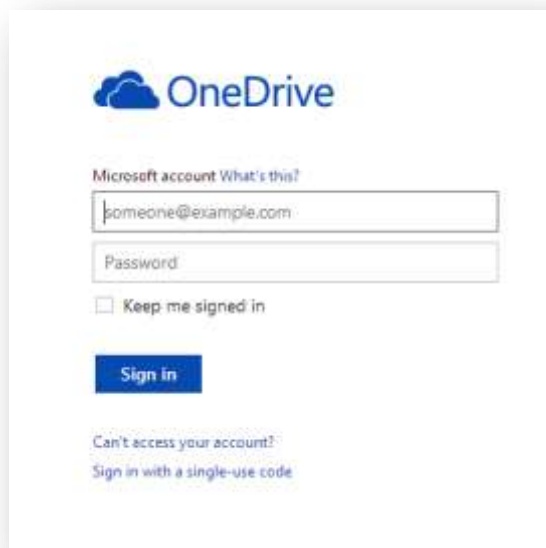 OneDrive
Microsoft account What's this?
someone@example.com
Password
Keep me signed in
Sign in
Can't access your account?
Sign in with a single-use code